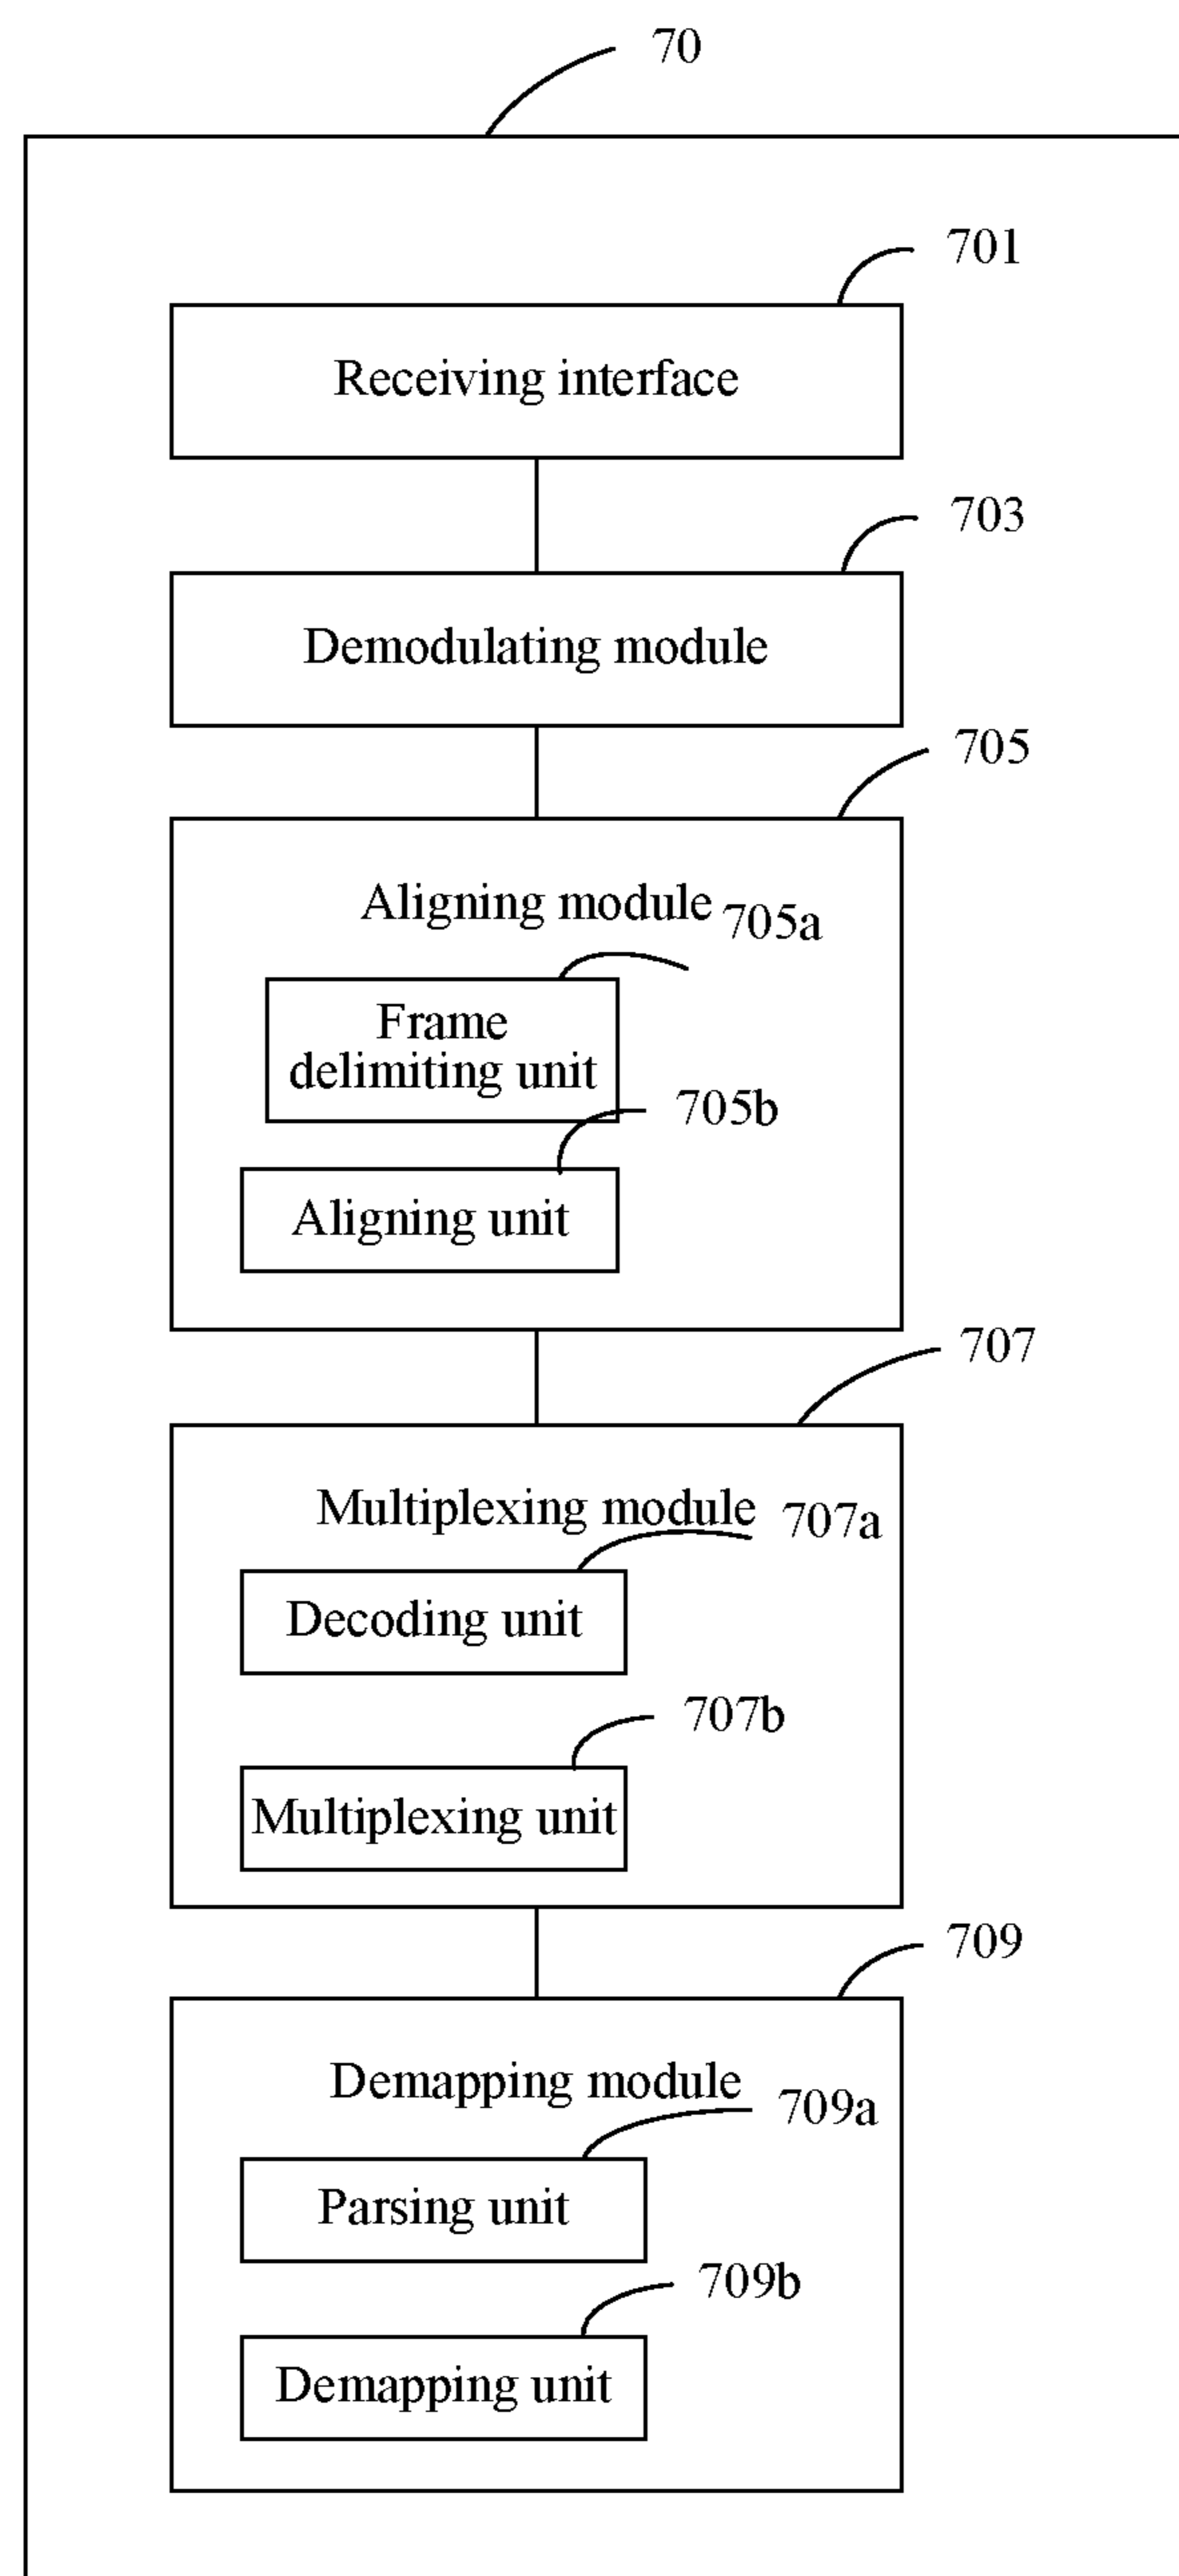 70
701
Receiving interface
703
Demodulating module
705
Aligning module
705a
Frame
delimiting unit
705b
Aligning unit
707
Multiplexing module
707a
Decoding unit
707b
Multiplexing unit
709
Demapping module
709a
Parsing unit
709b
Demapping unit